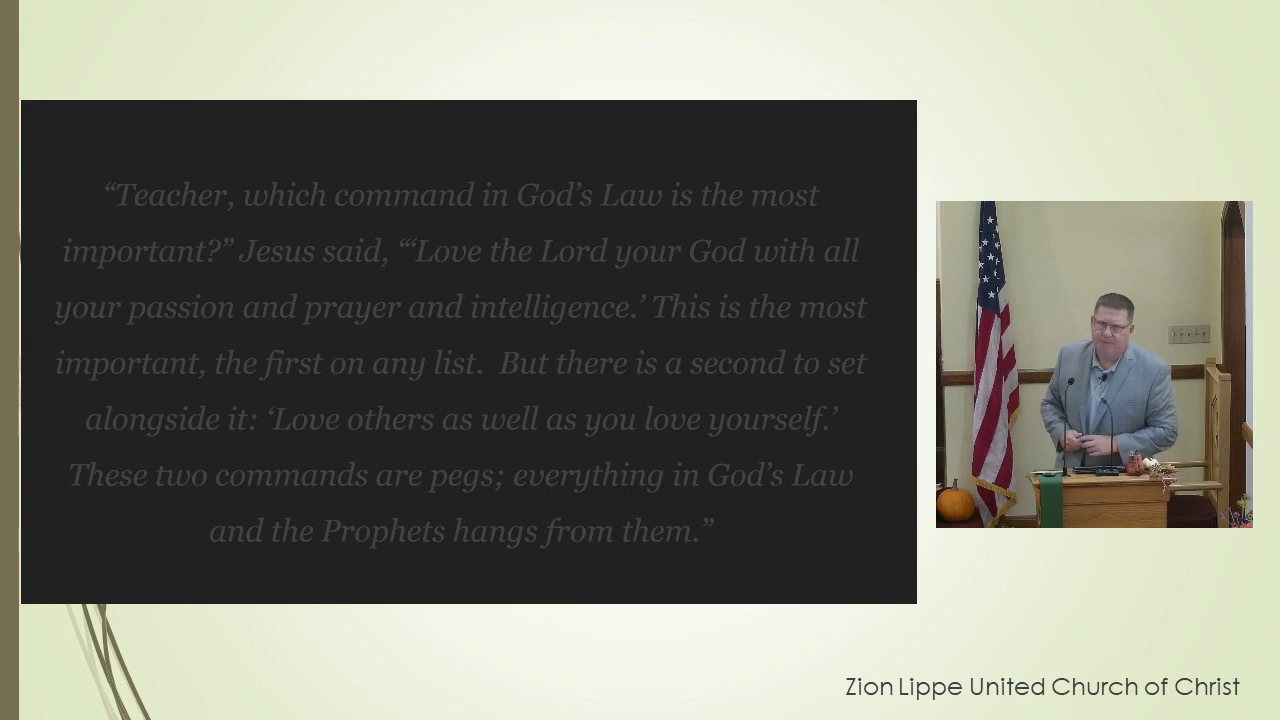 “Teacher, which command in God’s Law is the most
important?” Jesus said, “‘Love the Lord your God with all
your passion and prayer and intelligence.’ This is the most
important, the first on any list.  But there is a second to set
alongside it: ‘Love others as well as you love yourself.’
These two commands are pegs; everything in God’s Law
and the Prophets hangs from them.”
Zion Lippe United Church of Christ